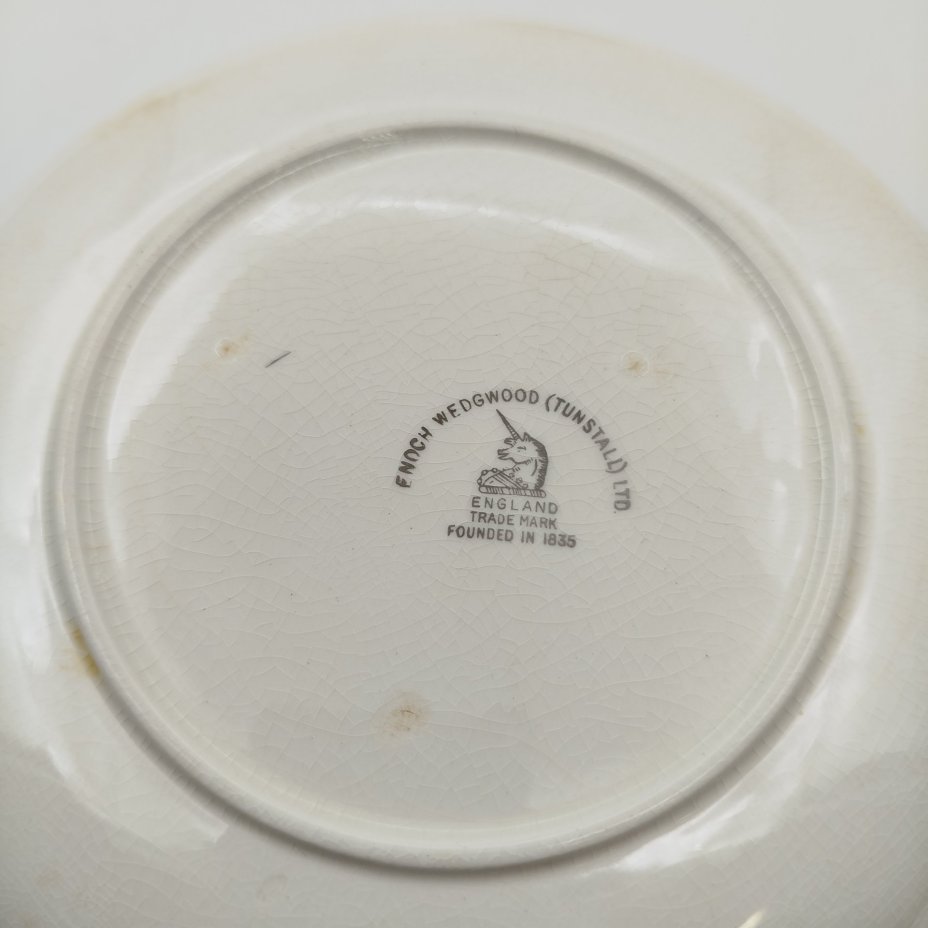 ENOCH WEDGWOOD (TUNSTALL) LTD
ENGLAND
TRADE MARK
FOUNDED IN 1835